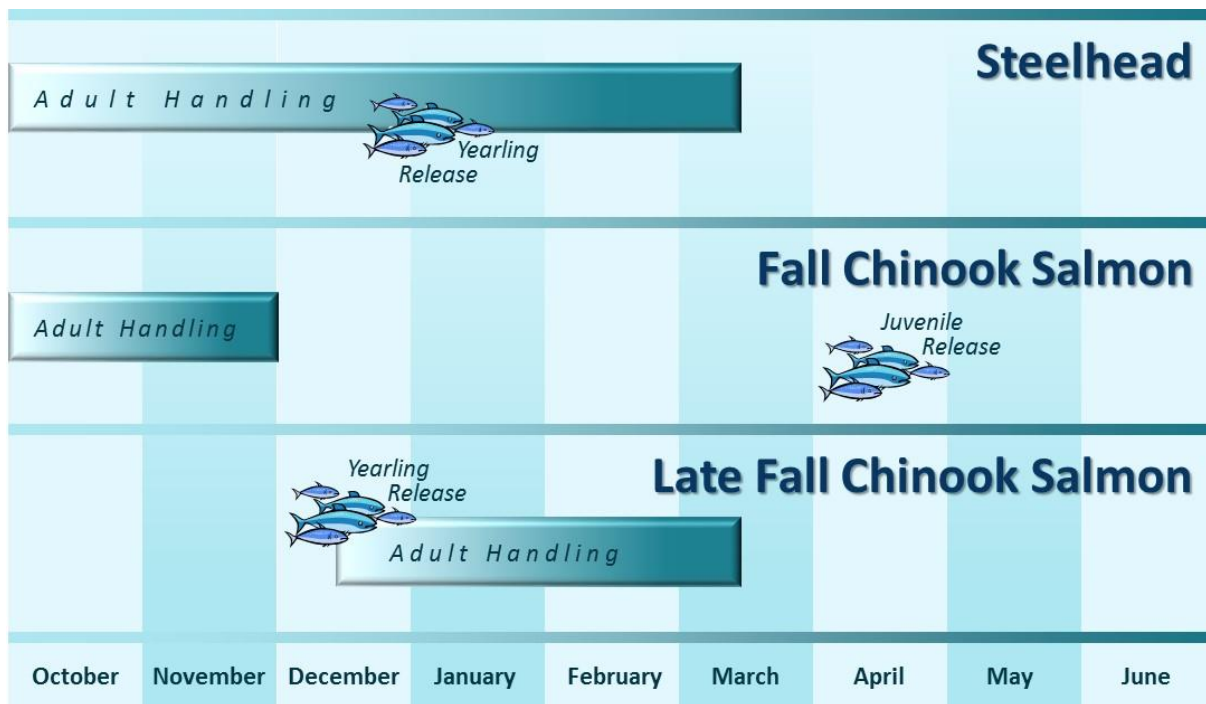 Steelhead
Adult Handling
Yearling
Release
Fall Chinook Salmon
Adult Handling
Juvenile
Release
Late Fall Chinook Salmon
Yearling
Release
Adult Handling
October November December January February March April May June